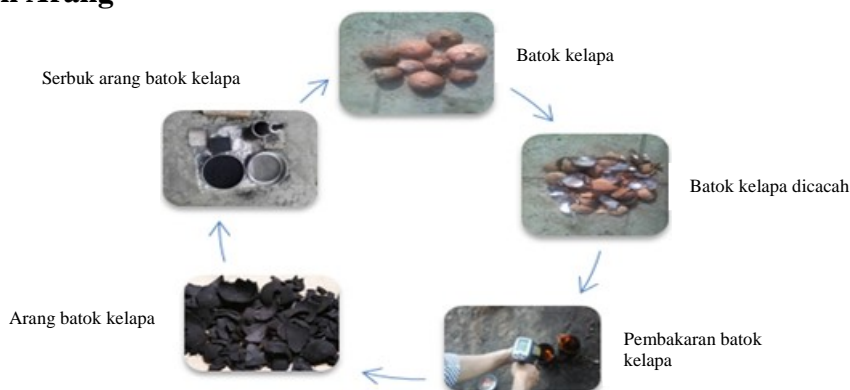 Arang
Batok kelapa
Serbuk arang batok kelapa
Batok kelapa dicacah
Arang batok kelapa
Pembakaran batok
kelapa